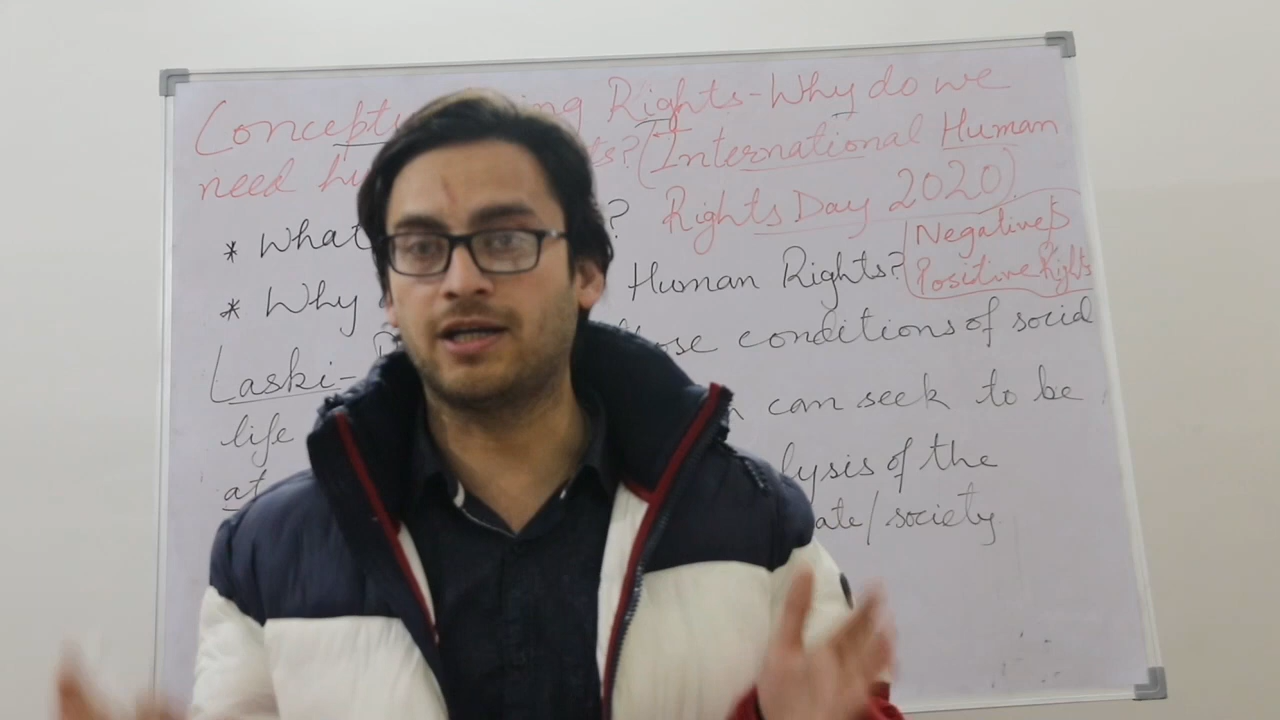 Conceptu ing Rights-Why do we
need hu ts? (International Human
Rights Day 2020)
* What ?
Negative &
Positive Rights
* Why Human Rights?
Laski- ose conditions of social
life can seek to be
at lysis of the
ate/society